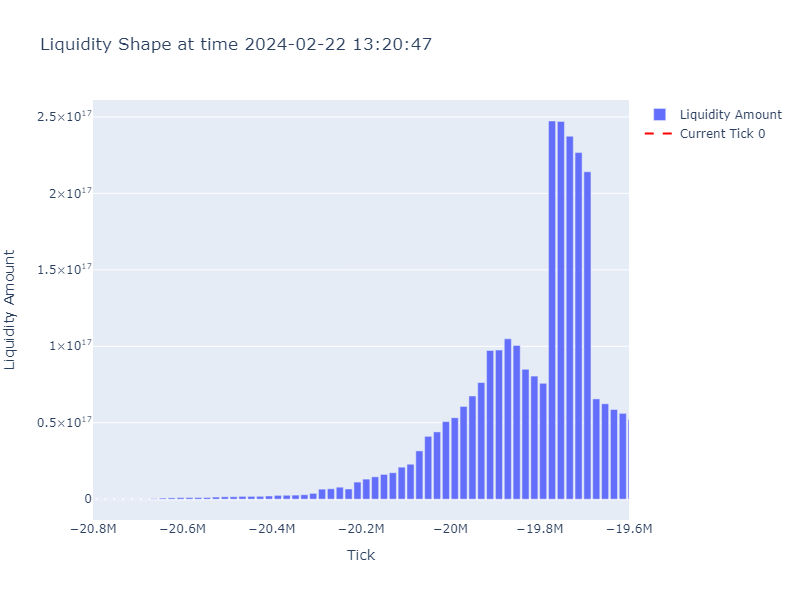 Liquidity Shape at time 2024-02-22 13:20:47
Liquidity Amount
Current Tick 0
2.5×10¹⁷
2×10¹⁷
1.5×10¹⁷
1×10¹⁷
0.5×10¹⁷
0
Liquidity Amount
−20.8M
−20.6M
−20.4M
−20.2M
−20M
−19.8M
−19.6M
Tick